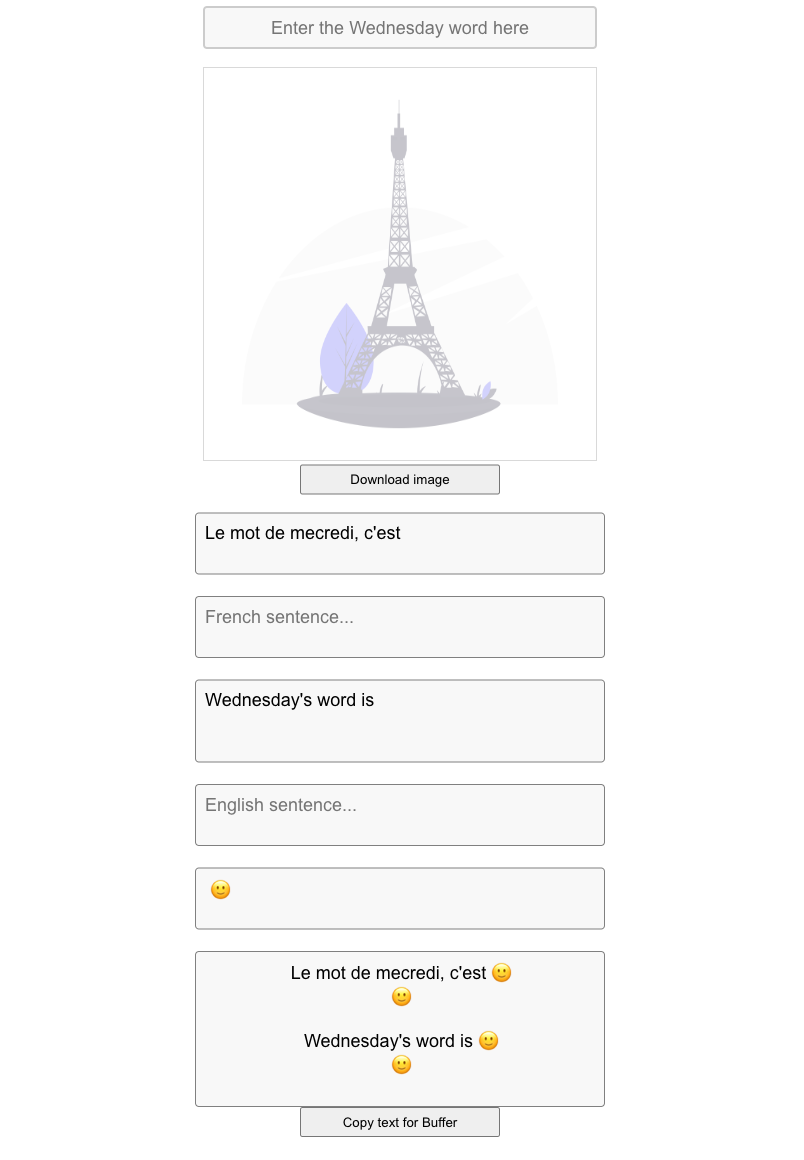 Enter the Wednesday word here
Download image
Le mot de mecredi, c'est
French sentence...
Wednesday's word is
English sentence...
🙂
Le mot de mecredi, c'est 🙂
🙂
Wednesday's word is 🙂
🙂
Copy text for Buffer